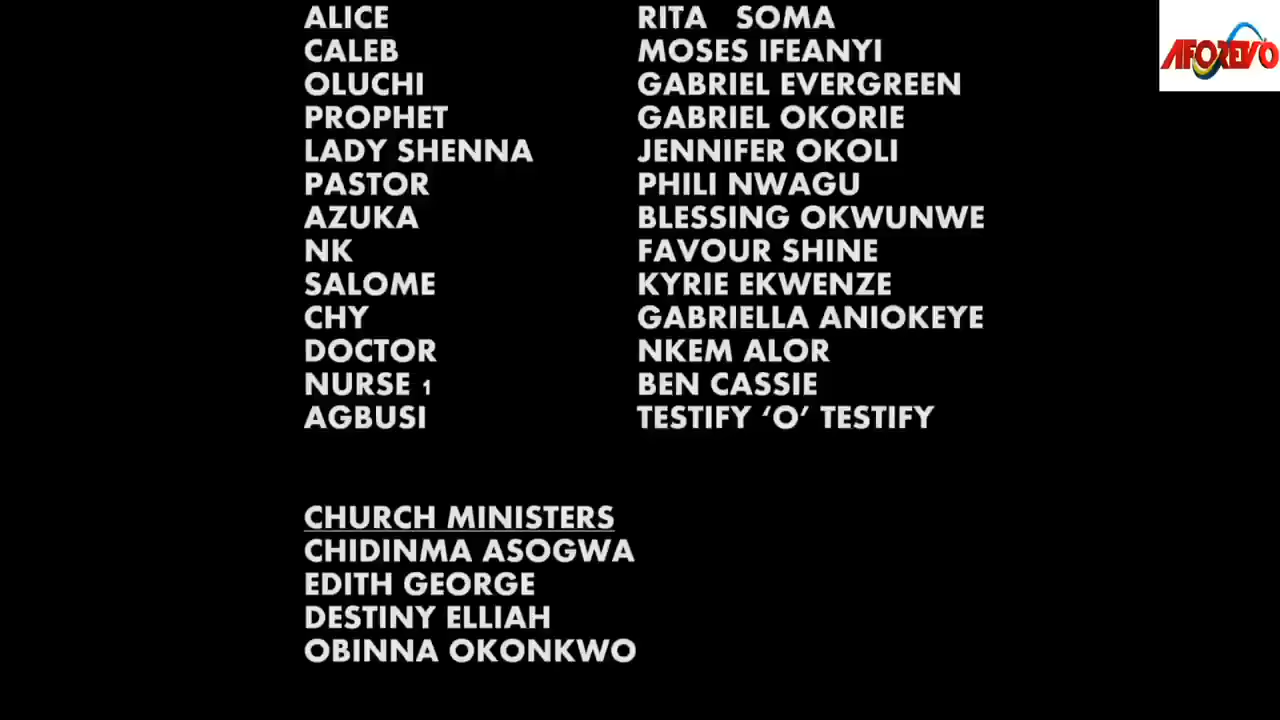 ALICE RITA SOMA
CALEB MOSES IFEANYI
OLUCHI GABRIEL EVERGREEN
PROPHET GABRIEL OKORIE
LADY SHENNA JENNIFER OKOLI
PASTOR PHILI NWAGU
AZUKA BLESSING OKWUNWE
NK FAVOUR SHINE
SALOME KYRIE EKWENZE
CHY GABRIELLA ANIOKEYE
DOCTOR NKEM ALOR
NURSE 1 BEN CASSIE
AGBUSI TESTIFY ‘O’ TESTIFY
CHURCH MINISTERS
CHIDINMA ASOGWA
EDITH GEORGE
DESTINY ELLIAH
OBINNA OKONKWO
AFOREVO